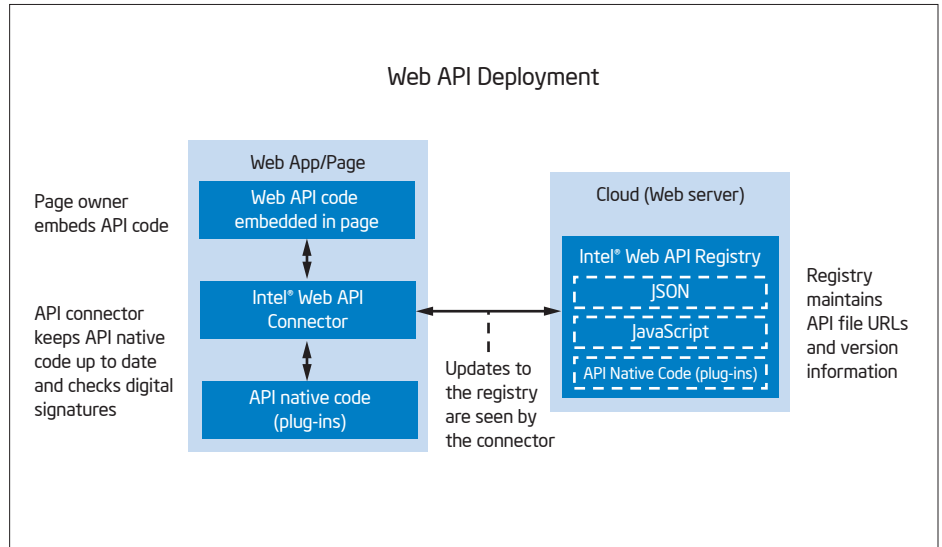 Web API Deployment
Web App/Page
Page owner
embeds API code
Web API code
embedded in page
API connector
keeps API native
code up to date
and checks digital
signatures
Intel® Web API
Connector
API native code
(plug-ins)
Updates to
the registry
are seen by
the connector
Cloud (Web server)
Intel® Web API Registry
JSON
JavaScript
API Native Code (plug-ins)
Registry
maintains
API file URLs
and version
information